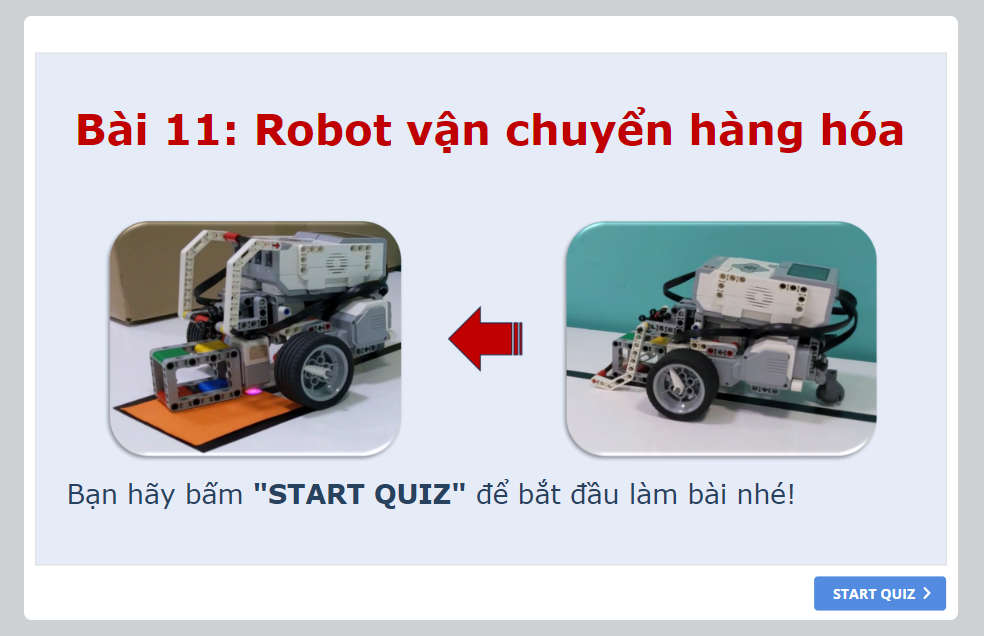 Bài 11: Robot vận chuyển hàng hóa
Bạn hãy bấm "START QUIZ" để bắt đầu làm bài nhé!
START QUIZ